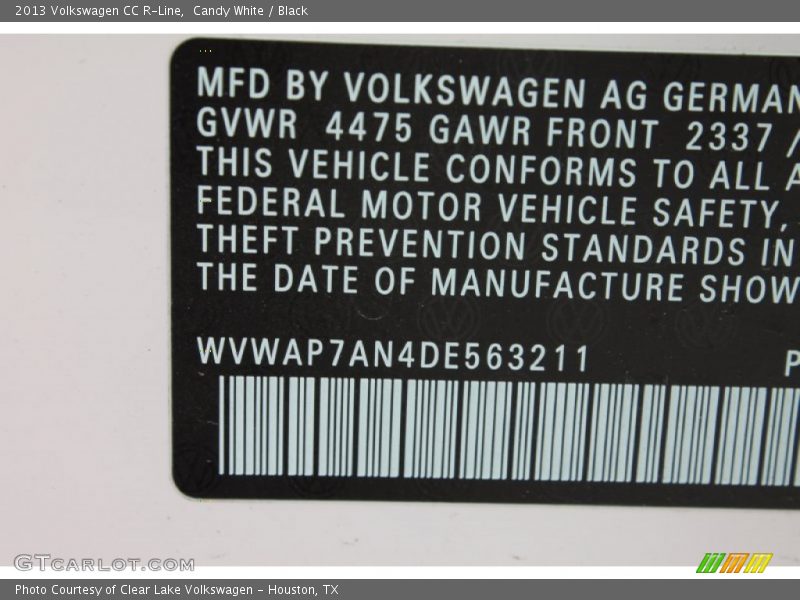 2013 Volkswagen CC R-Line,  Candy White / Black
MFD BY VOLKSWAGEN AG GERMAN
GVWR  4475 GAWR FRONT  2337 /
THIS VEHICLE CONFORMS TO ALL A
FEDERAL MOTOR VEHICLE SAFETY,
THEFT PREVENTION STANDARDS IN
THE DATE OF MANUFACTURE SHOW
WVWAP7AN4DE563211 P
GTCARLOT.COM
Photo Courtesy of Clear Lake Volkswagen - Houston, TX